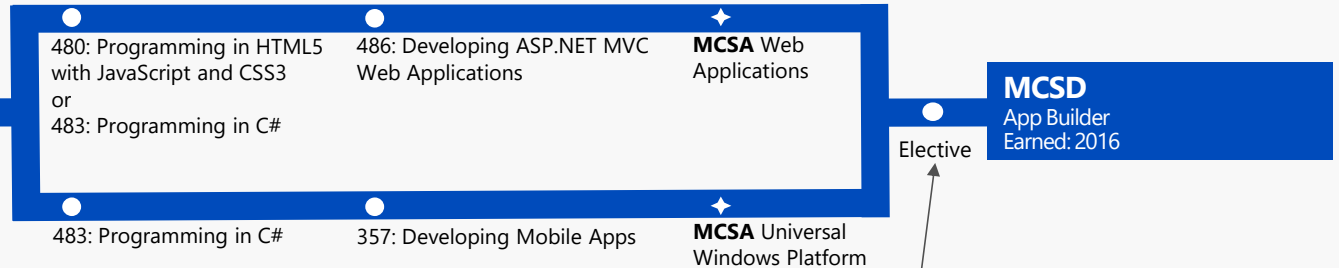 480: Programming in HTML5
with JavaScript and CSS3
or
483: Programming in C#
486: Developing ASP.NET MVC
Web Applications
MCSA Web
Applications
Elective
MCSD
App Builder
Earned: 2016
483: Programming in C#
357: Developing Mobile Apps
MCSA Universal
Windows Platform